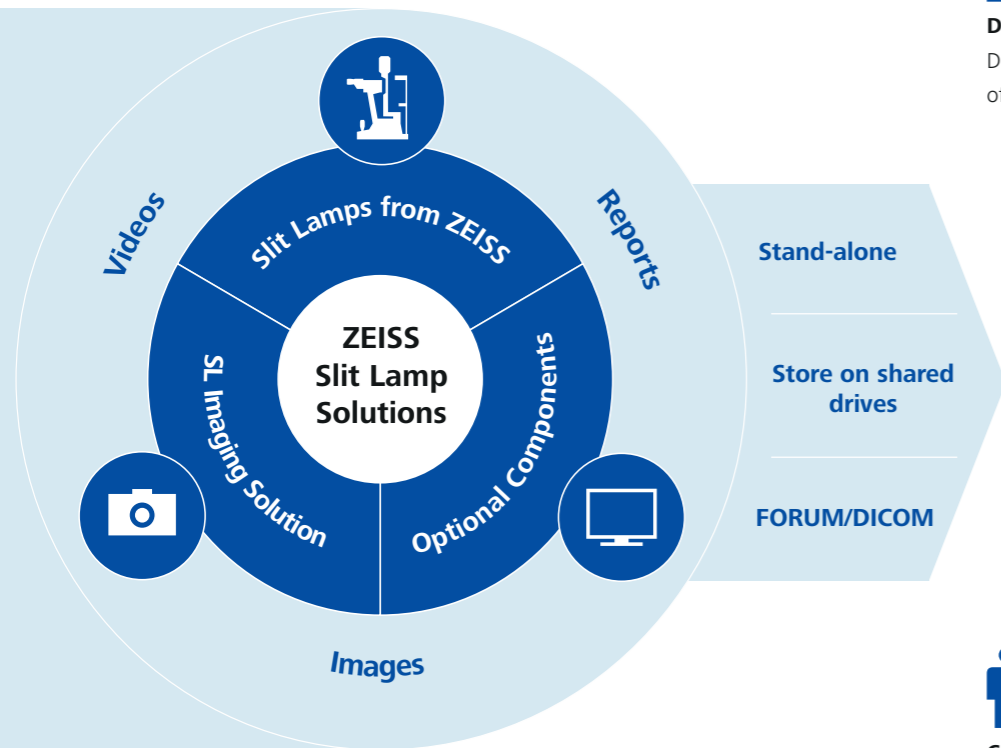 Videos
Reports
Slit Lamps from ZEISS
SL Imaging Solution
Optional Components
ZEISS
Slit Lamp
Solutions
Images
Stand-alone
Store on shared
drives
FORUM/DICOM